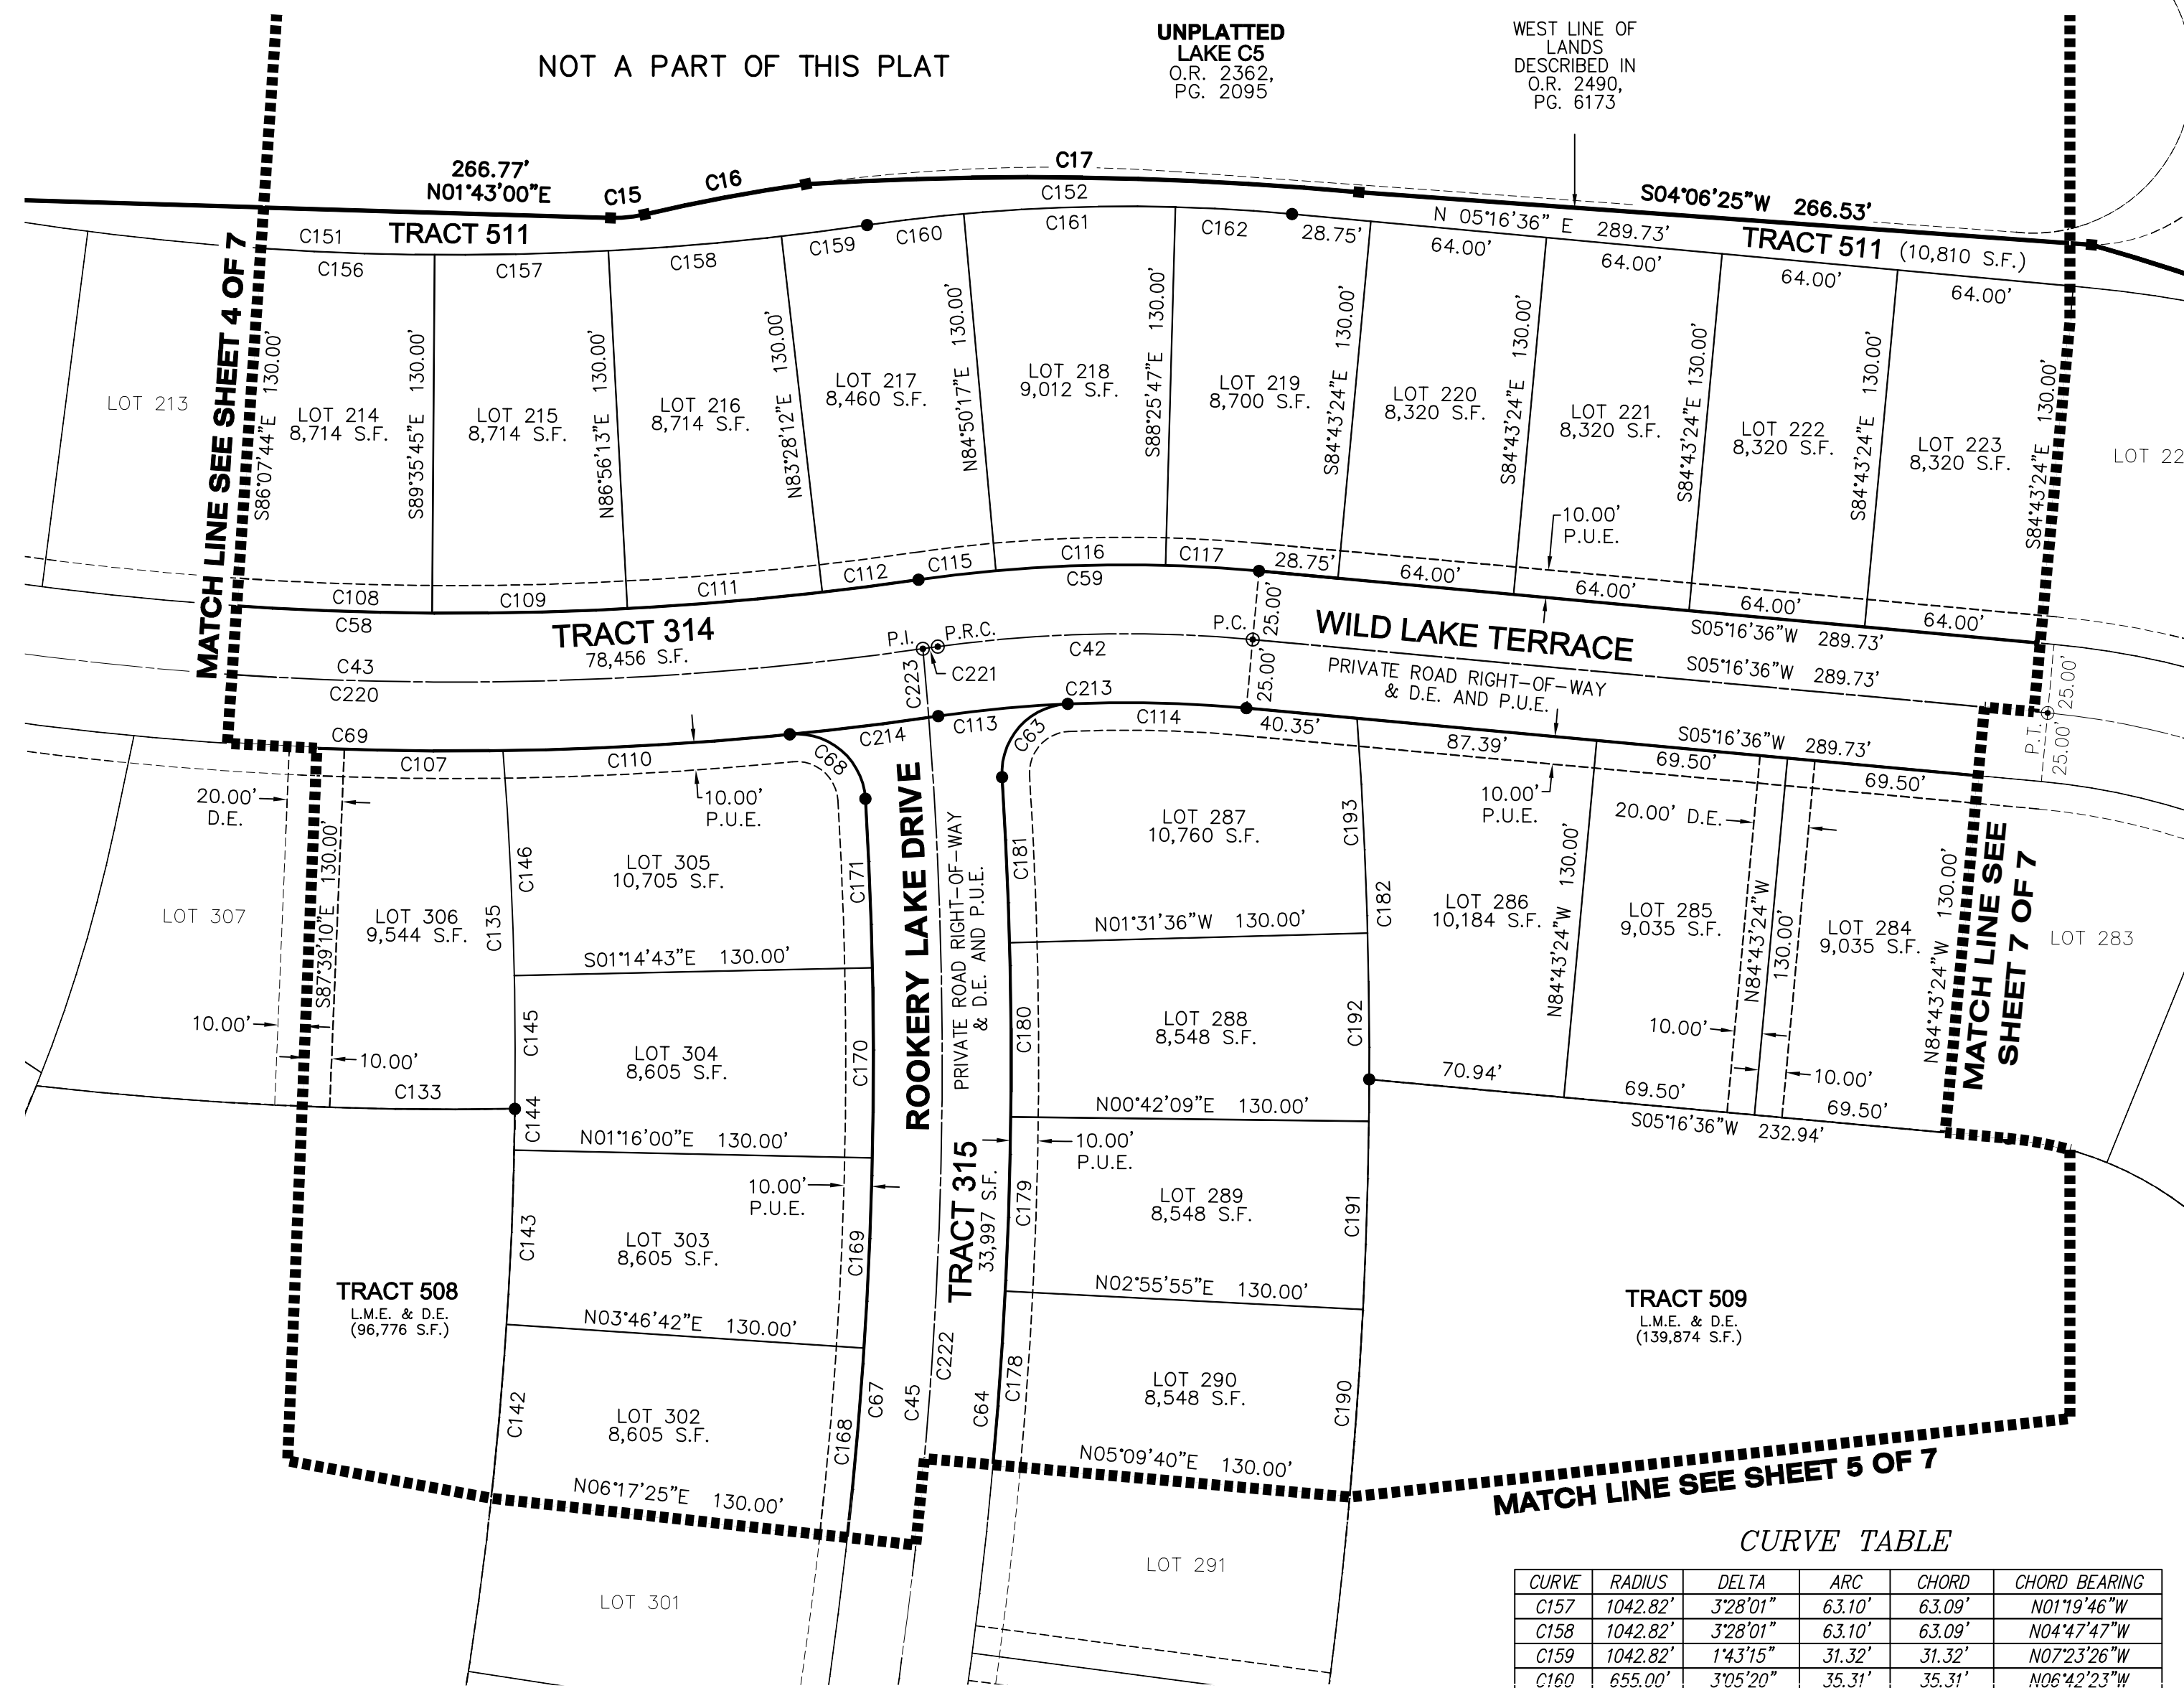 NOT A PART OF THIS PLAT
UNPLATTED
LAKE C5
O.R. 2362,
PG. 2095
WEST LINE OF
LANDS
DESCRIBED IN
O.R. 2490,
PG. 6173
266.77'
N01°43'00"E
C15
C16
C17
C152
S04°06'25"W 266.53'
N 05°16'36" E 289.73'
TRACT 511 (10,810 S.F.)
TRACT 511
C151
C156
C157
C158
C159
C160
C161
C162
28.75'
64.00'
64.00'
64.00'
64.00'
MATCH LINE SEE SHEET 4 OF 7
LOT 213
S86°07'44"E 130.00'
LOT 214
8,714 S.F.
S89°35'45"E 130.00'
LOT 215
8,714 S.F.
N86°56'13"E 130.00'
LOT 216
8,714 S.F.
N83°28'12"E 130.00'
LOT 217
8,460 S.F.
N84°50'17"E 130.00'
LOT 218
9,012 S.F.
S88°25'47"E 130.00'
LOT 219
8,700 S.F.
S84°43'24"E 130.00'
LOT 220
8,320 S.F.
S84°43'24"E 130.00'
LOT 221
8,320 S.F.
S84°43'24"E 130.00'
LOT 222
8,320 S.F.
S84°43'24"E 130.00'
LOT 223
8,320 S.F.
S84°43'24"E 130.00'
LOT 22
10.00'
P.U.E.
C108
C109
C111
C112
C115
C116
C117
28.75'
64.00'
64.00'
64.00'
64.00'
C58
C59
TRACT 314
78,456 S.F.
P.I.
P.R.C.
P.C.
25.00'
25.00'
WILD LAKE TERRACE
PRIVATE ROAD RIGHT-OF-WAY
& D.E. AND P.U.E.
S05°16'36"W 289.73'
S05°16'36"W 289.73'
S05°16'36"W 289.73'
C43
C220
C223
C221
C42
C213
P.T.
25.00'
25.00'
C69
C107
C110
C214
C68
C113
C63
C114
40.35'
87.39'
69.50'
69.50'
20.00'
D.E.
10.00'
P.U.E.
10.00'
P.U.E.
20.00' D.E.
LOT 307
S87°39'10"E 130.00'
LOT 306
9,544 S.F.
C135
C146
LOT 305
10,705 S.F.
C171
ROOKERY LAKE DRIVE
PRIVATE ROAD RIGHT-OF-WAY
& D.E. AND P.U.E.
C181
LOT 287
10,760 S.F.
C193
C182
LOT 286
10,184 S.F.
N84°43'24"W 130.00'
LOT 285
9,035 S.F.
N84°43'24"W
130.00'
LOT 284
9,035 S.F.
N84°43'24"W 130.00'
MATCH LINE SEE
SHEET 7 OF 7
LOT 283
S01°14'43"E 130.00'
N01°31'36"W 130.00'
10.00'
10.00'
C133
C145
C144
LOT 304
8,605 S.F.
C170
C180
LOT 288
8,548 S.F.
C192
10.00'
10.00'
70.94'
69.50'
69.50'
S05°16'36"W 232.94'
N01°16'00"E 130.00'
N00°42'09"E 130.00'
10.00'
P.U.E.
10.00'
P.U.E.
TRACT 315
33,997 S.F.
C143
LOT 303
8,605 S.F.
C169
C179
LOT 289
8,548 S.F.
C191
TRACT 508
L.M.E. & D.E.
(96,776 S.F.)
N03°46'42"E 130.00'
N02°55'55"E 130.00'
TRACT 509
L.M.E. & D.E.
(139,874 S.F.)
C142
LOT 302
8,605 S.F.
C168
C67
C45
C222
C64
C178
LOT 290
8,548 S.F.
C190
N06°17'25"E 130.00'
N05°09'40"E 130.00'
MATCH LINE SEE SHEET 5 OF 7
LOT 301
LOT 291
CURVE TABLE
CURVE RADIUS DELTA ARC CHORD CHORD BEARING
C157 1042.82' 3°28'01" 63.10' 63.09' N01°19'46"W
C158 1042.82' 3°28'01" 63.10' 63.09' N04°47'47"W
C159 1042.82' 1°43'15" 31.32' 31.32' N07°23'26"W
C160 655.00' 3°05'20" 35.31' 35.31' N06°42'23"W